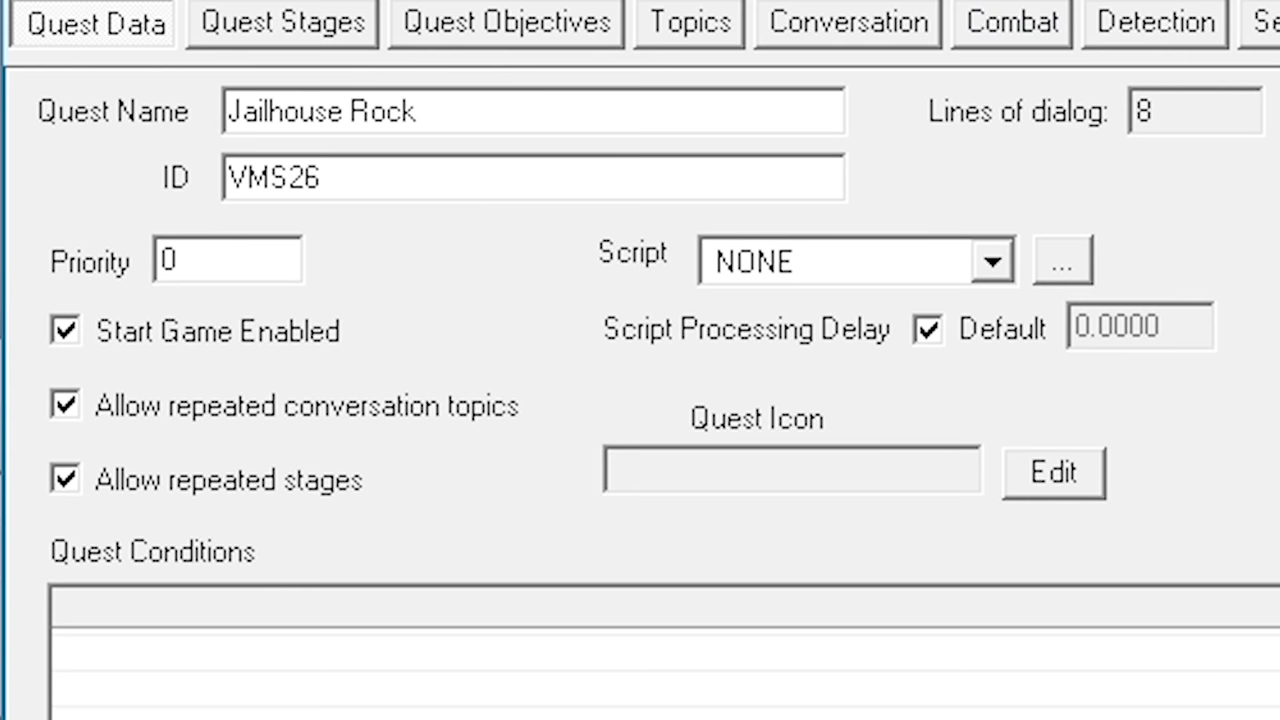 Quest Data Quest Stages Quest Objectives Topics Conversation Combat Detection
Quest Name Jailhouse Rock Lines of dialog: 8
ID VMS26
Priority 0 Script NONE ...
Start Game Enabled Script Processing Delay Default 0.0000
Allow repeated conversation topics Quest Icon
Allow repeated stages Edit
Quest Conditions